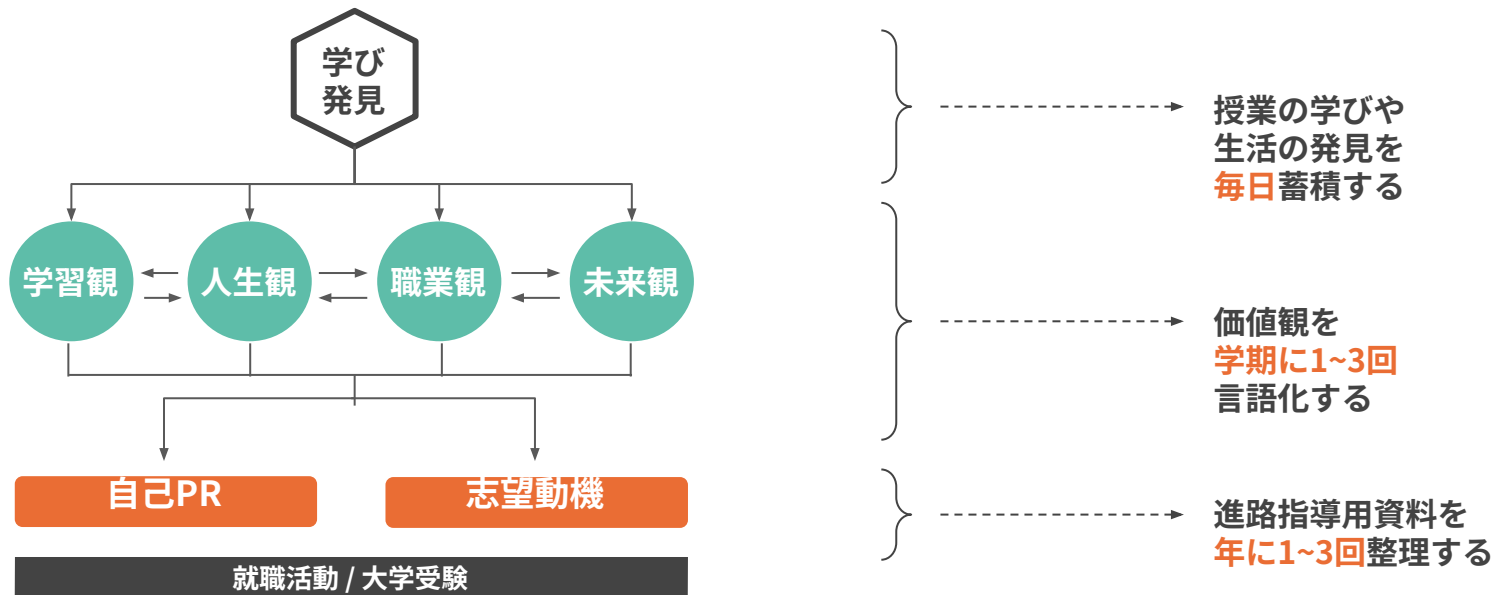 学び
発見
授業の学びや
生活の発見を
毎日蓄積する
学習観
人生観
職業観
未来観
価値観を
学期に1~3回
言語化する
自己PR
志望動機
進路指導用資料を
年に1~3回整理する
就職活動 / 大学受験